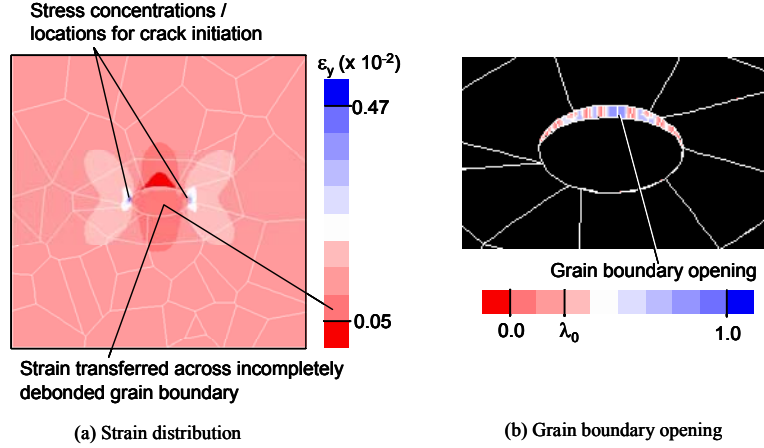 Stress concentrations /
locations for crack initiation
εy (x 10-2)
0.47
0.05
Strain transferred across incompletely
debonded grain boundary
(a) Strain distribution
Grain boundary opening
0.0
λ0
1.0
(b) Grain boundary opening